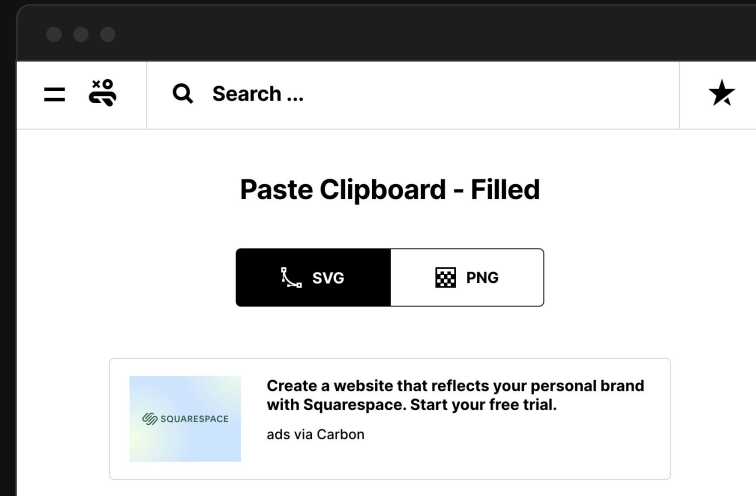 Search ...
Paste Clipboard - Filled
SVG
PNG
SQUARESPACE
Create a website that reflects your personal brand
with Squarespace. Start your free trial.
ads via Carbon